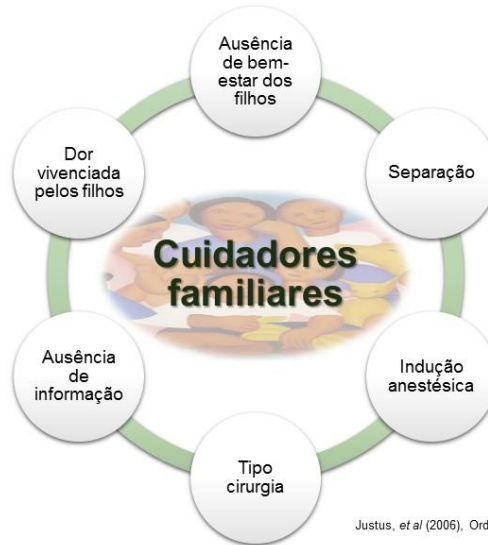 Ausência
de bem-
estar dos
filhos
Separação
Indução
anestésica
Tipo
cirurgia
Ausência
de
informação
Dor
vivenciada
pelos filhos
Cuidadores
familiares
Justus, et al (2006), Ord